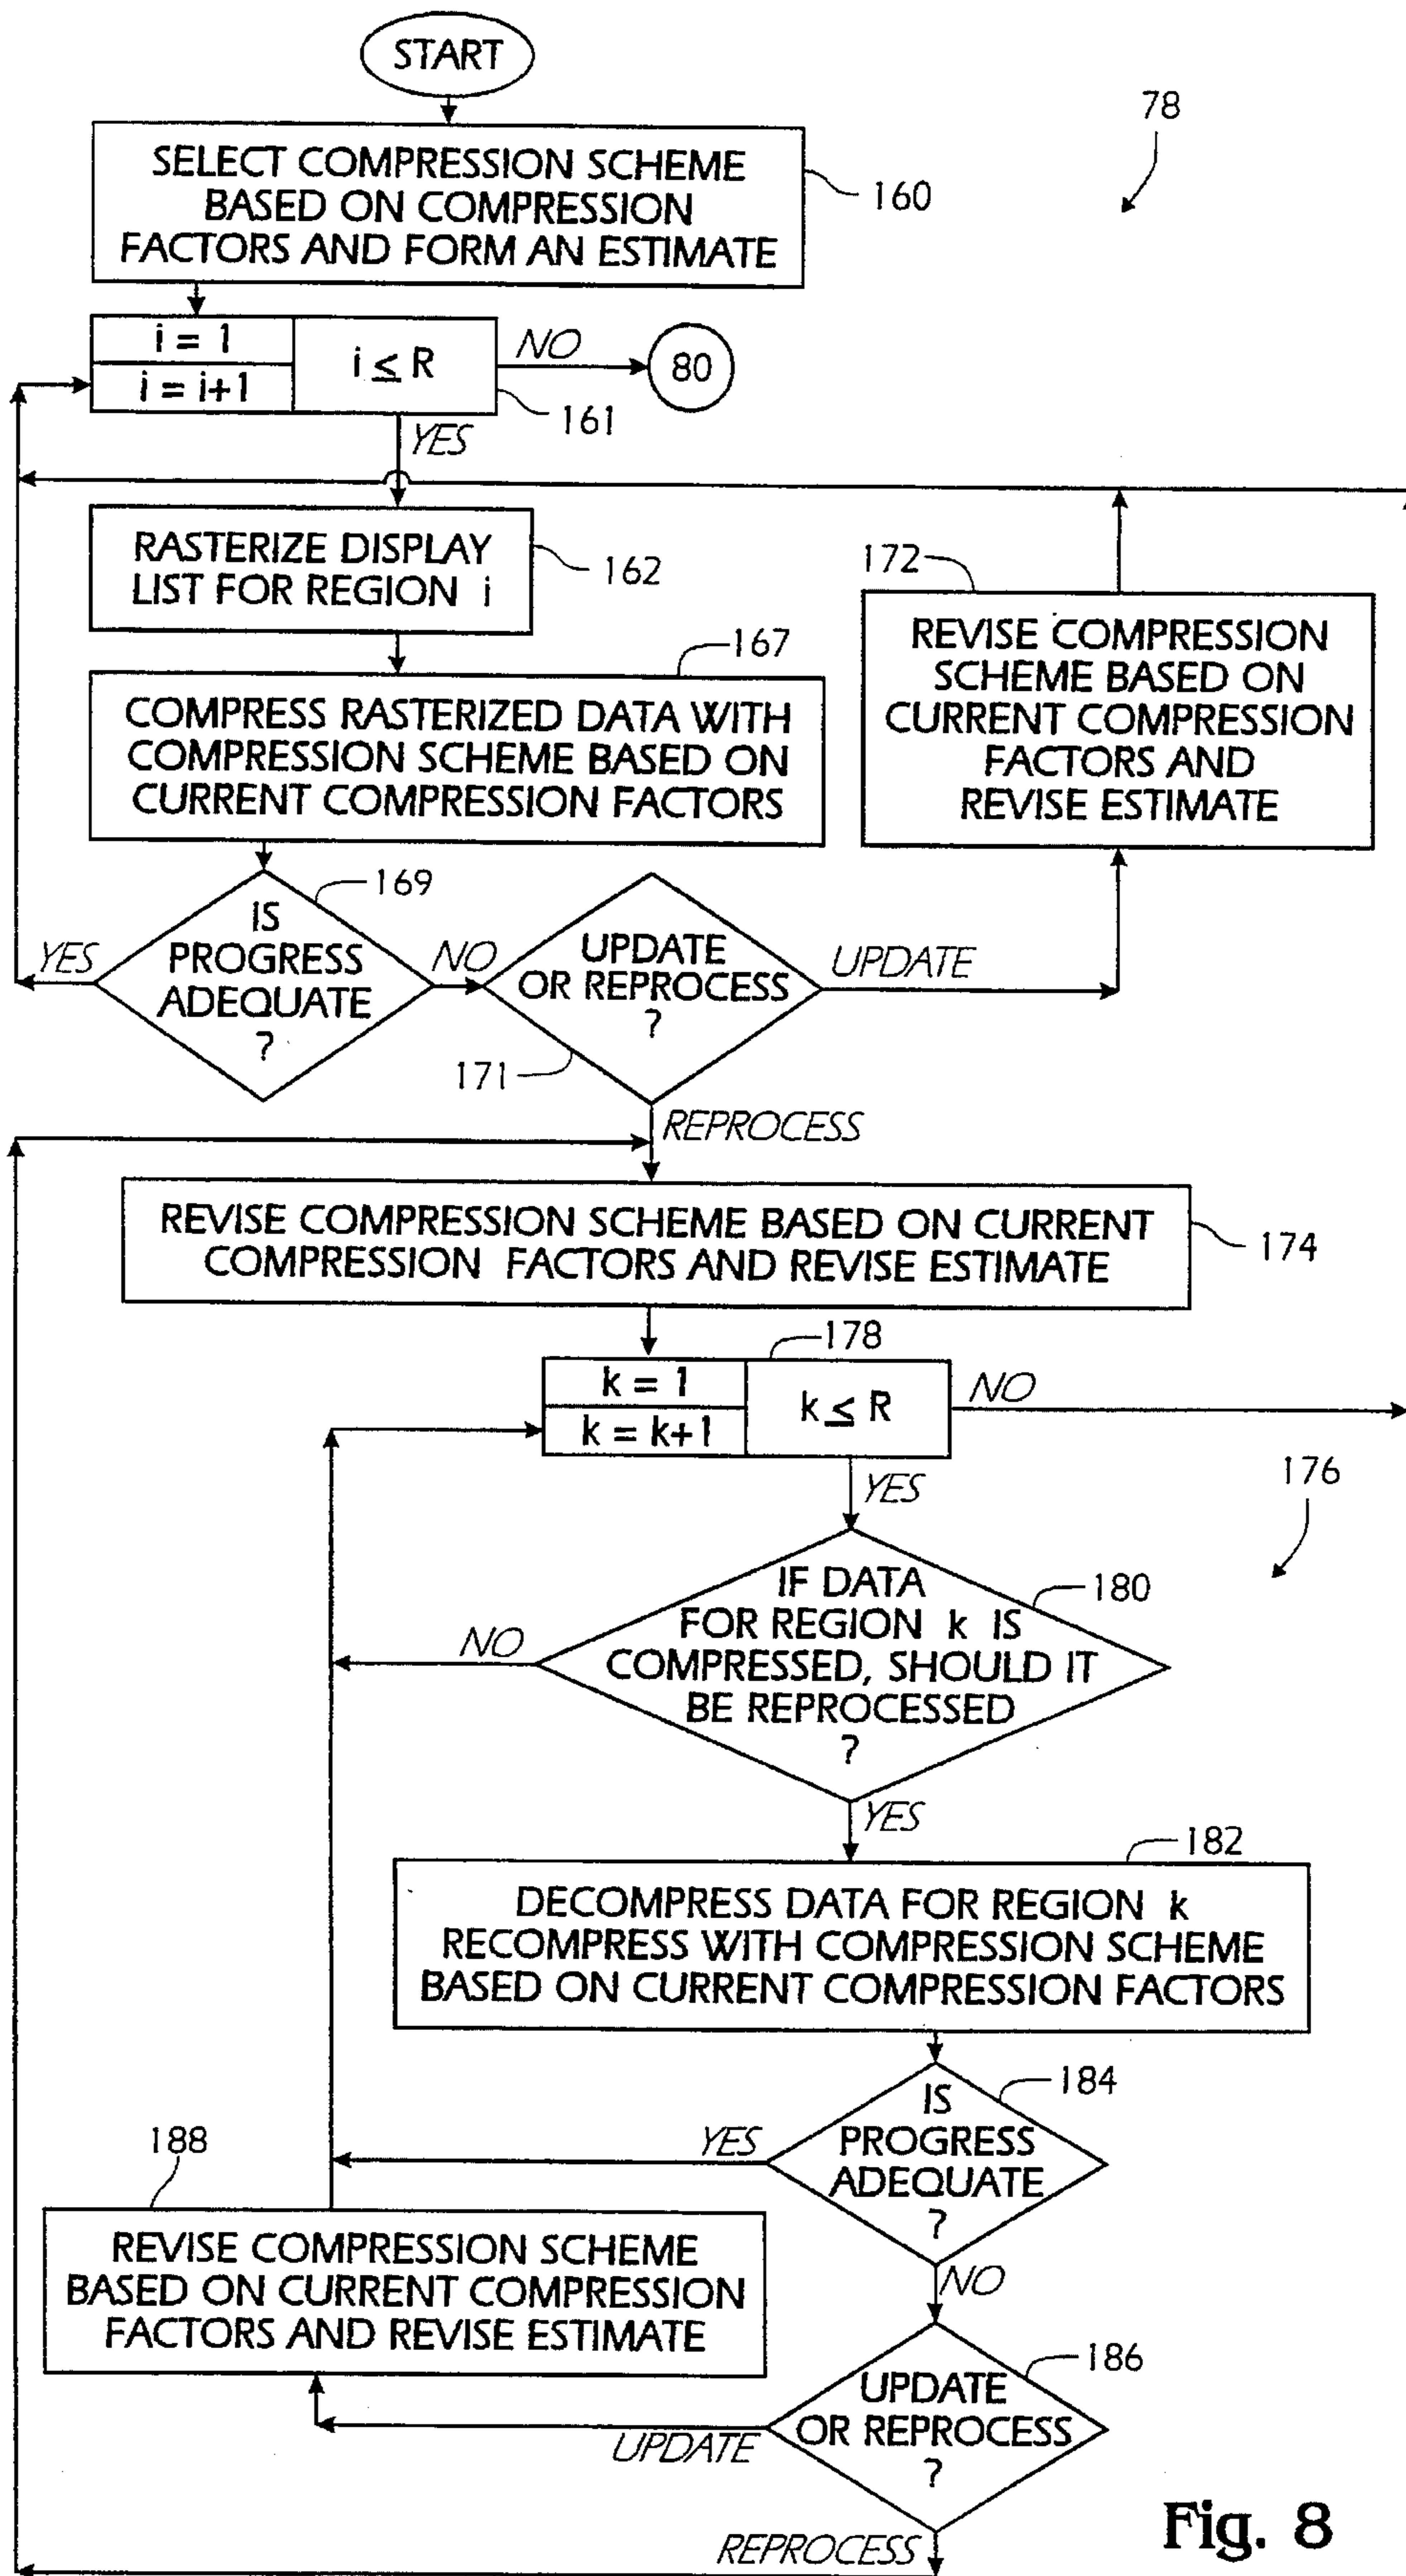 START
78
SELECT COMPRESSION SCHEME
BASED ON COMPRESSION
FACTORS AND FORM AN ESTIMATE
160
i = 1
i = i+1
i ≤ R
NO
80
161
YES
RASTERIZE DISPLAY
LIST FOR REGION i
162
172
REVISE COMPRESSION
SCHEME BASED ON
CURRENT COMPRESSION
FACTORS AND
REVISE ESTIMATE
167
COMPRESS RASTERIZED DATA WITH
COMPRESSION SCHEME BASED ON
CURRENT COMPRESSION FACTORS
169
IS
PROGRESS
ADEQUATE
?
YES
NO
UPDATE
OR REPROCESS
?
UPDATE
171
REPROCESS
REVISE COMPRESSION SCHEME BASED ON CURRENT
COMPRESSION FACTORS AND REVISE ESTIMATE
174
178
k = 1
k = k+1
k ≤ R
NO
176
YES
IF DATA
FOR REGION k IS
COMPRESSED, SHOULD IT
BE REPROCESSED
?
180
NO
YES
182
DECOMPRESS DATA FOR REGION k
RECOMPRESS WITH COMPRESSION SCHEME
BASED ON CURRENT COMPRESSION FACTORS
184
IS
PROGRESS
ADEQUATE
?
YES
188
REVISE COMPRESSION SCHEME
BASED ON CURRENT COMPRESSION
FACTORS AND REVISE ESTIMATE
NO
186
UPDATE
OR REPROCESS
?
UPDATE
REPROCESS
Fig. 8